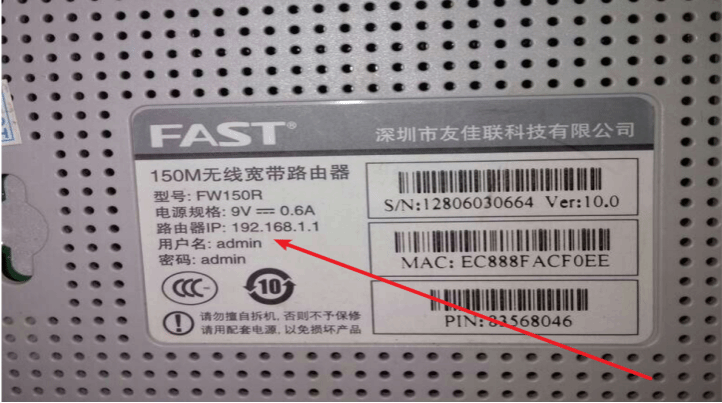 FAST®
深圳市友佳联科技有限公司
150M无线宽带路由器
型号: FW150R
电源规格: 9V ⎓ 0.6A
路由器IP: 192.168.1.1
用户名: admin
密码: admin
CCC
10
请勿擅自拆机, 否则不予保修
请用配套电源, 以免损坏产品
S/N:12806030664 Ver:10.0
MAC: EC888FACF0EE
PIN:83568046